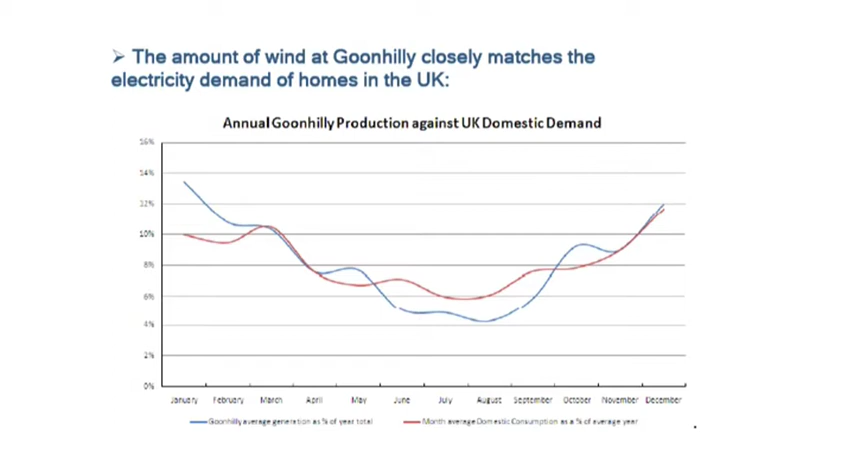 ➢ The amount of wind at Goonhilly closely matches the
electricity demand of homes in the UK:
Annual Goonhilly Production against UK Domestic Demand
16%
14%
12%
10%
8%
6%
4%
2%
0%
January February March April May June July August September October November December
Goonhilly average generation as % of year total Month average Domestic Consumption as a % of average year